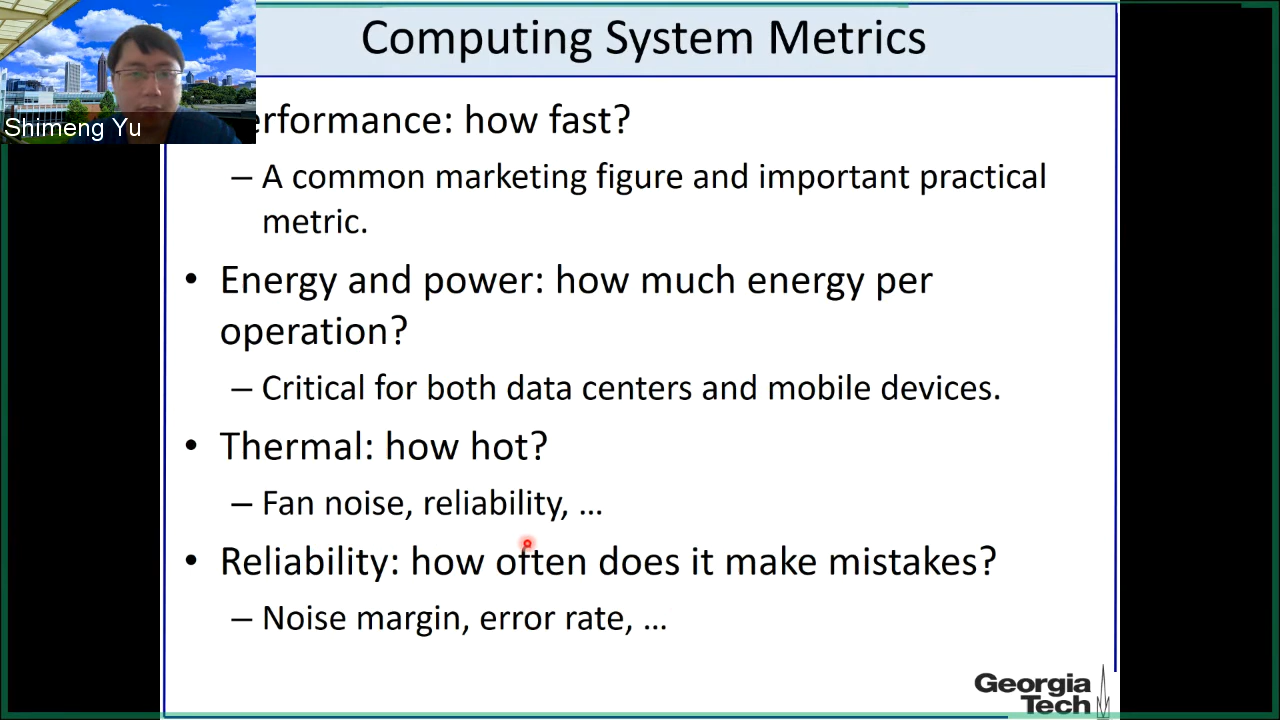 Computing System Metrics
Shimeng Yu
erformance: how fast?
– A common marketing figure and important practical
metric.
• Energy and power: how much energy per
operation?
– Critical for both data centers and mobile devices.
• Thermal: how hot?
– Fan noise, reliability, ...
• Reliability: how often does it make mistakes?
– Noise margin, error rate, ...
Georgia
Tech